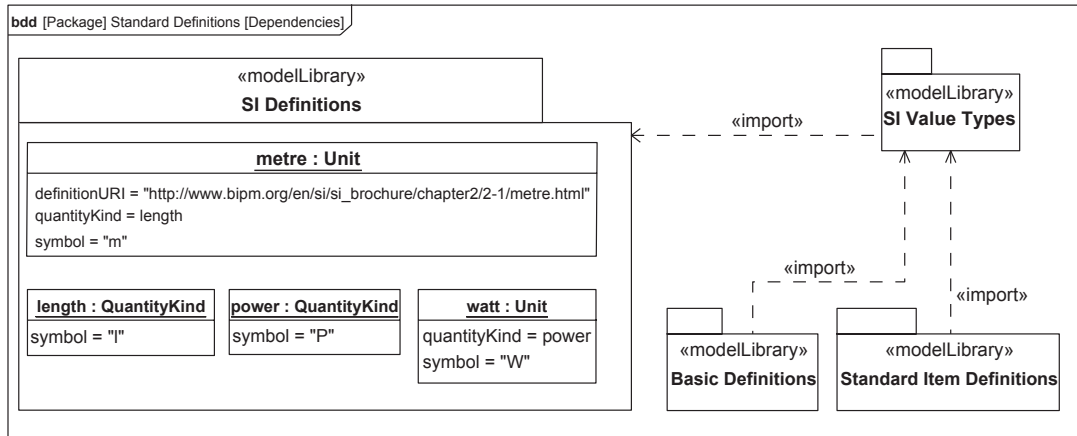 bdd [Package] Standard Definitions [Dependencies]
«modelLibrary»
SI Definitions
metre : Unit
definitionURI = "http://www.bipm.org/en/si/si_brochure/chapter2/2-1/metre.html"
quantityKind = length
symbol = "m"
length : QuantityKind
symbol = "l"
power : QuantityKind
symbol = "P"
watt : Unit
quantityKind = power
symbol = "W"
«import»
«modelLibrary»
SI Value Types
«import»
«import»
«modelLibrary»
Basic Definitions
«modelLibrary»
Standard Item Definitions